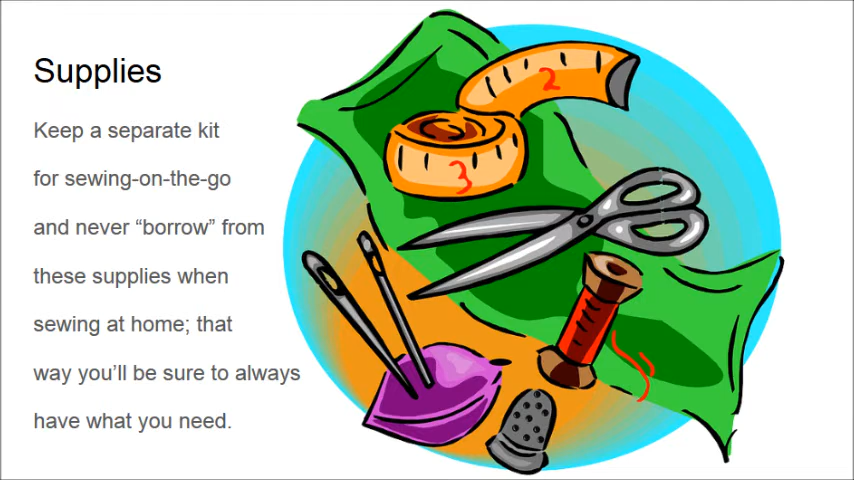 Supplies
Keep a separate kit
for sewing-on-the-go
and never “borrow” from
these supplies when
sewing at home; that
way you’ll be sure to always
have what you need.
2
3